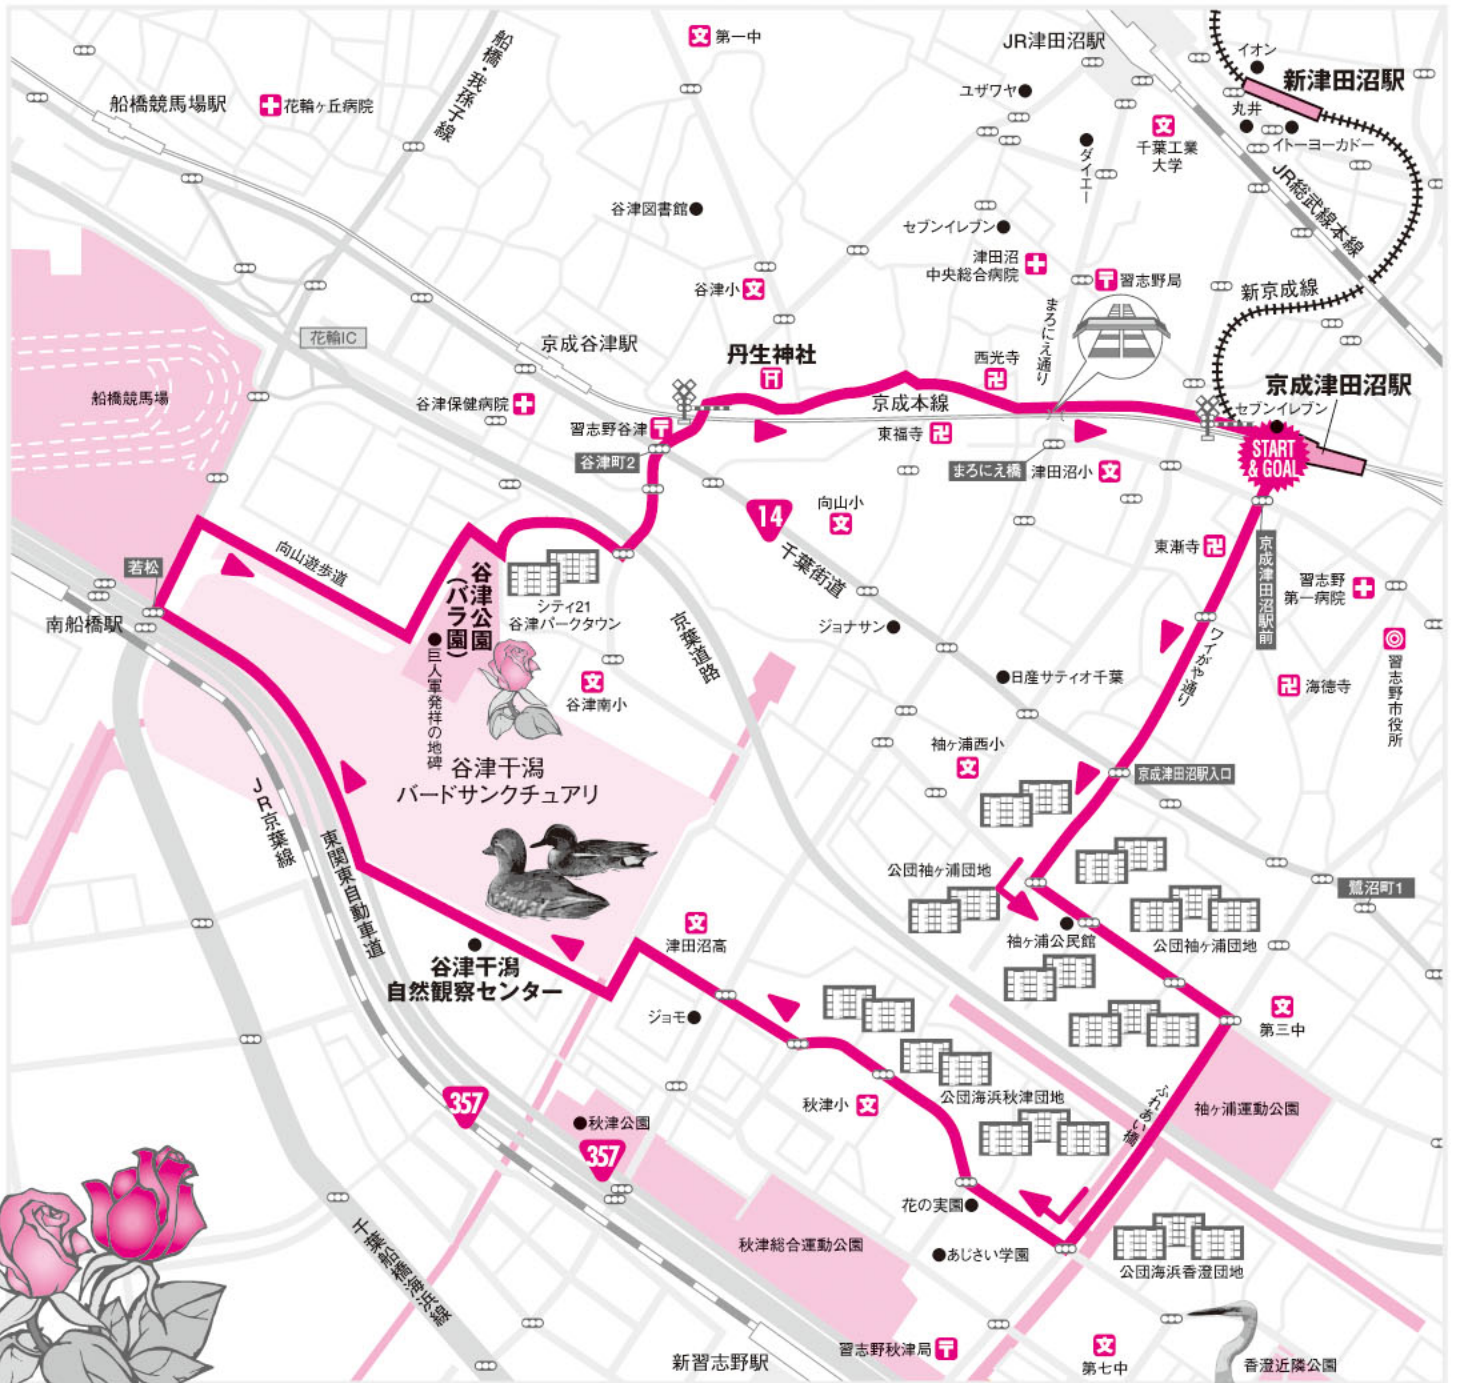 第一中
JR津田沼駅
イオン
新津田沼駅
船橋・我孫子線
船橋競馬場駅
花輪ヶ丘病院
ユザワヤ
丸井
イトーヨーカドー
千葉工業
大学
ダイエー
JR総武線本線
谷津図書館
セブンイレブン
津田沼
中央総合病院
習志野局
谷津小
新京成線
まろにえ通り
花輪IC
京成谷津駅
丹生神社
西光寺
京成津田沼駅
船橋競馬場
谷津保健病院
京成本線
セブンイレブン
習志野谷津
東福寺
START
& GOAL
谷津町2
まろにえ橋
津田沼小
14
向山小
千葉街道
東漸寺
京成津田沼駅前
向山遊歩道
若松
谷津公園
(バラ園)
シティ21
谷津パークタウン
習志野
第一病院
南船橋駅
京葉道路
ジョナサン
ワイがや通り
巨人軍発祥の地碑
習志野市役所
日産サティオ千葉
海徳寺
谷津南小
袖ヶ浦西小
谷津干潟
バードサンクチュアリ
京成津田沼駅入口
JR京葉線
東関東自動車道
公団袖ヶ浦団地
鷺沼町1
津田沼高
袖ヶ浦公民館
公団袖ヶ浦団地
谷津干潟
自然観察センター
ジョモ
第三中
357
秋津小
公団海浜秋津団地
ふれあい橋
袖ヶ浦運動公園
秋津公園
357
花の実園
千葉船橋海浜線
秋津総合運動公園
あじさい学園
公団海浜香澄団地
新習志野駅
習志野秋津局
第七中
香澄近隣公園